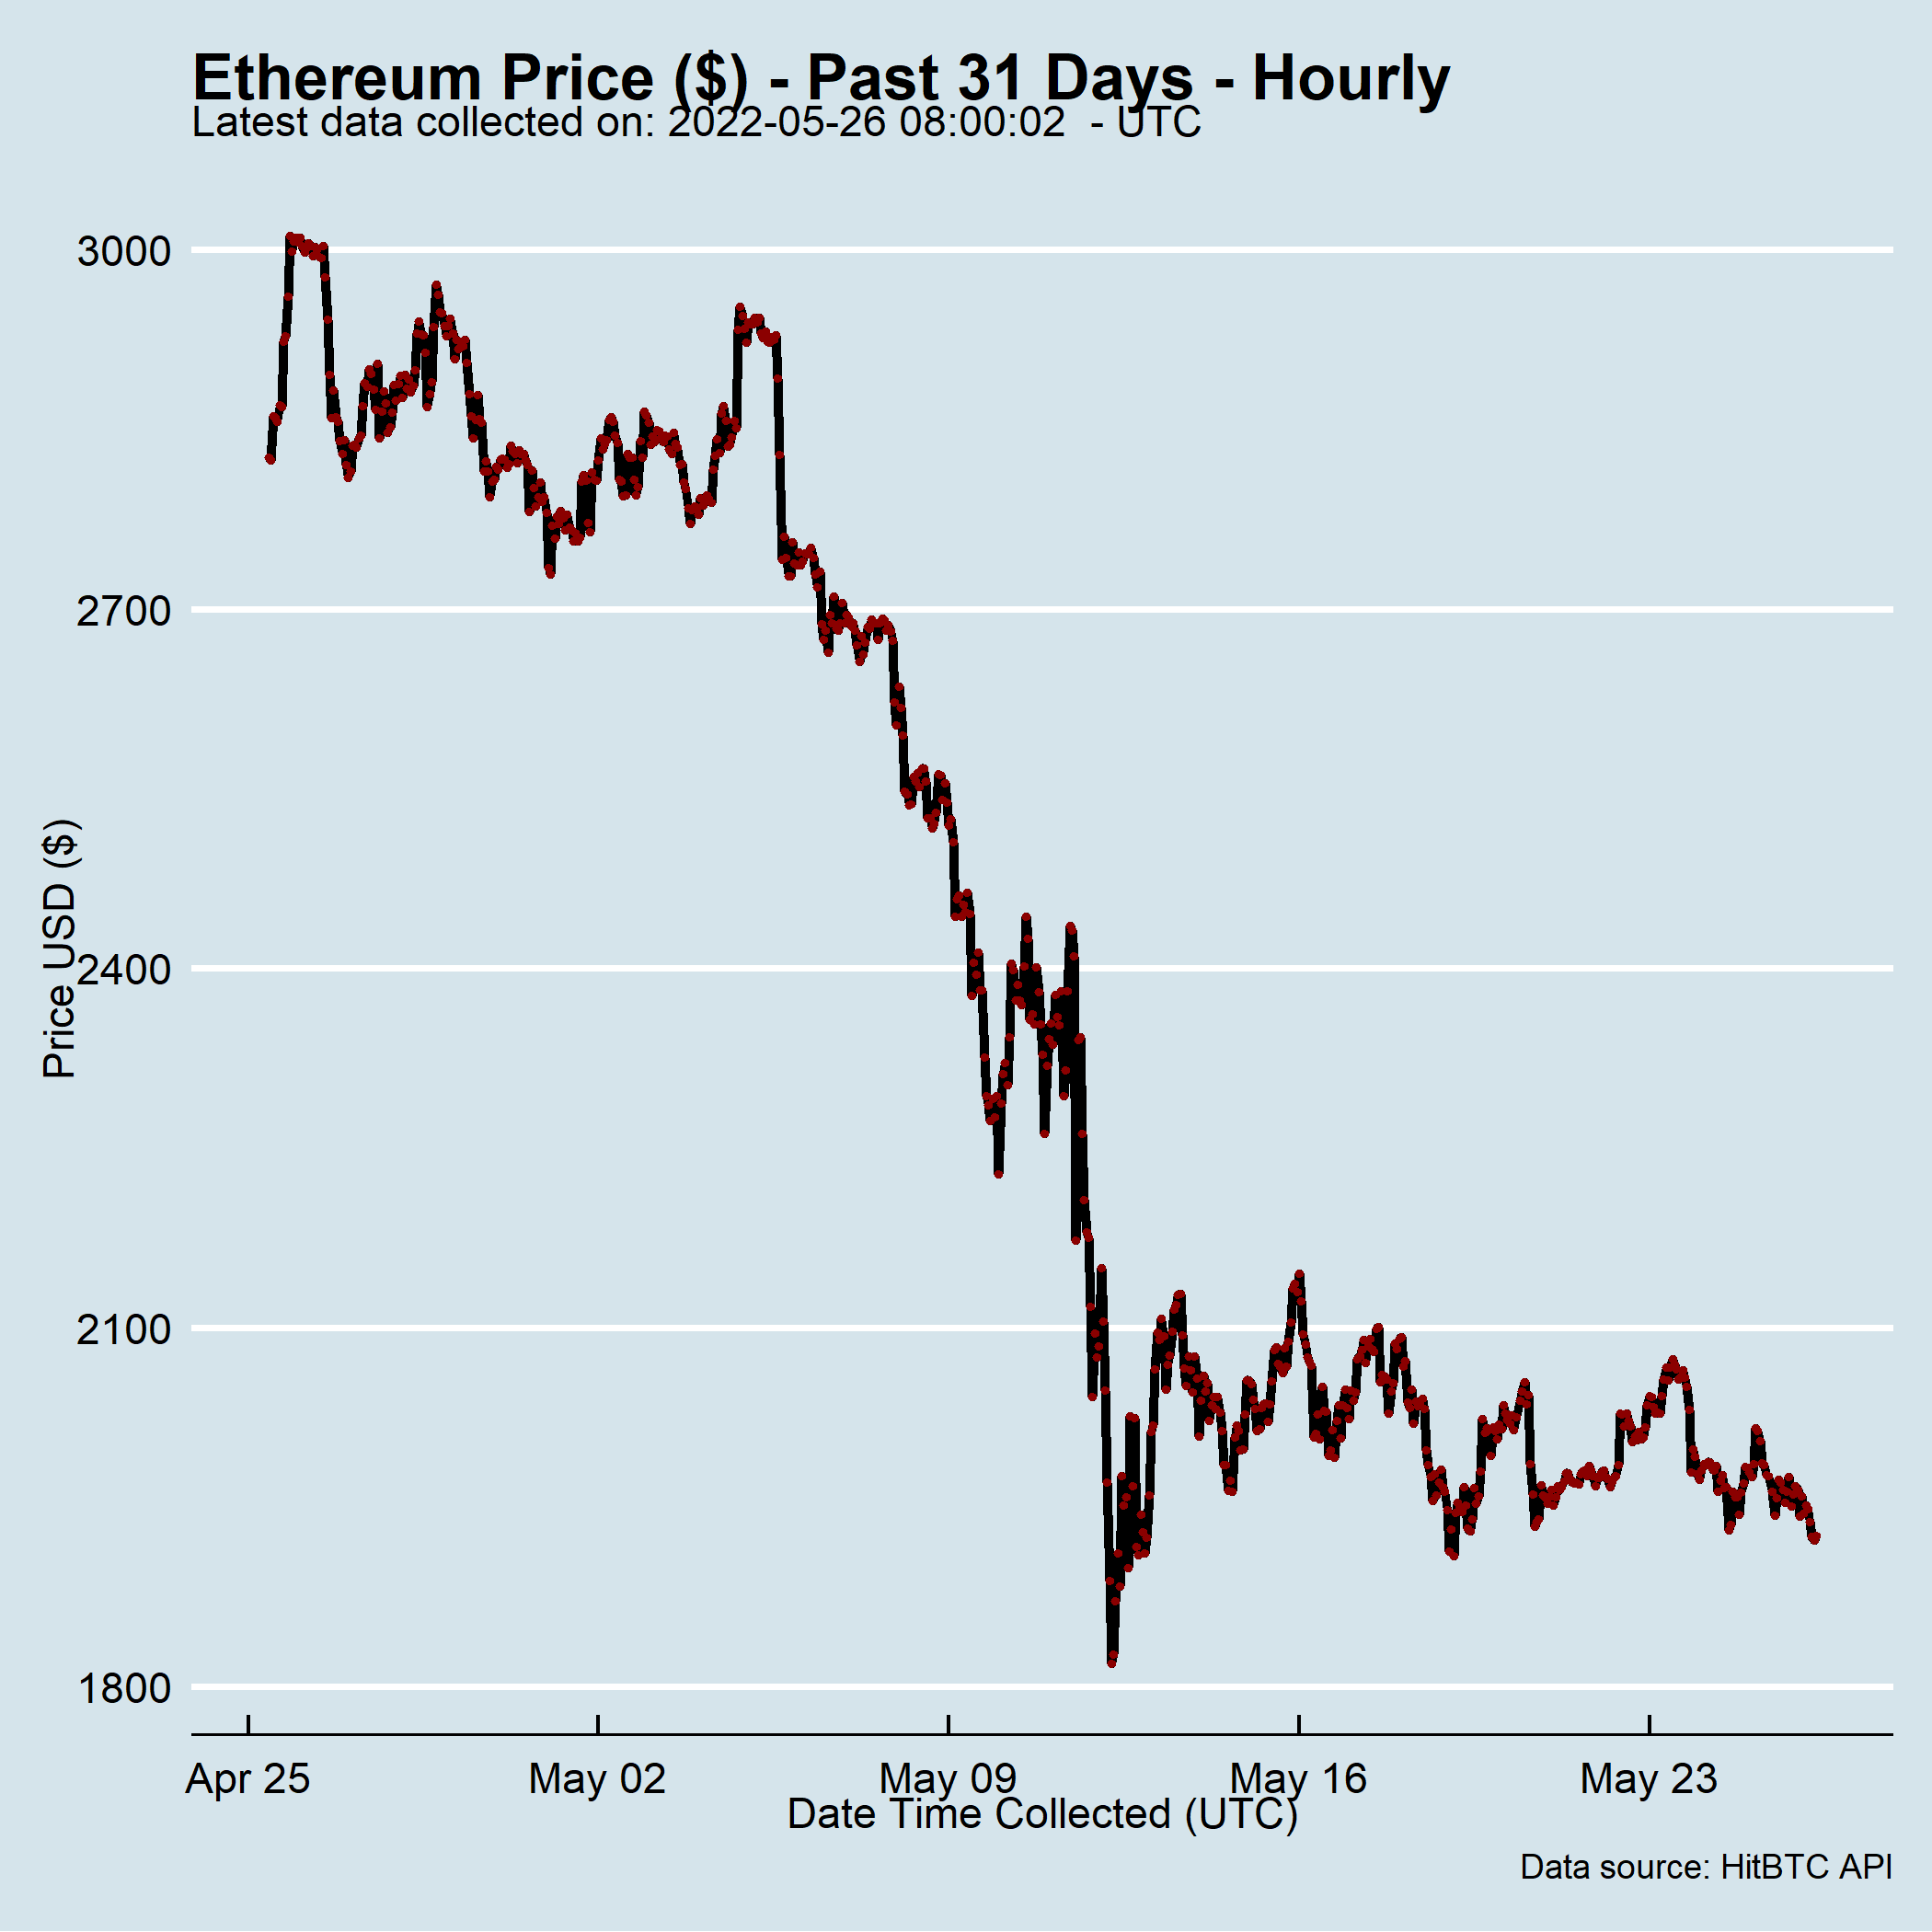 Ethereum Price ($) - Past 31 Days - Hourly
Latest data collected on: 2022-05-26 08:00:02  - UTC
Price USD ($)
3000
2700
2400
2100
1800
Apr 25
May 02
May 09
May 16
May 23
Date Time Collected (UTC)
Data source: HitBTC API